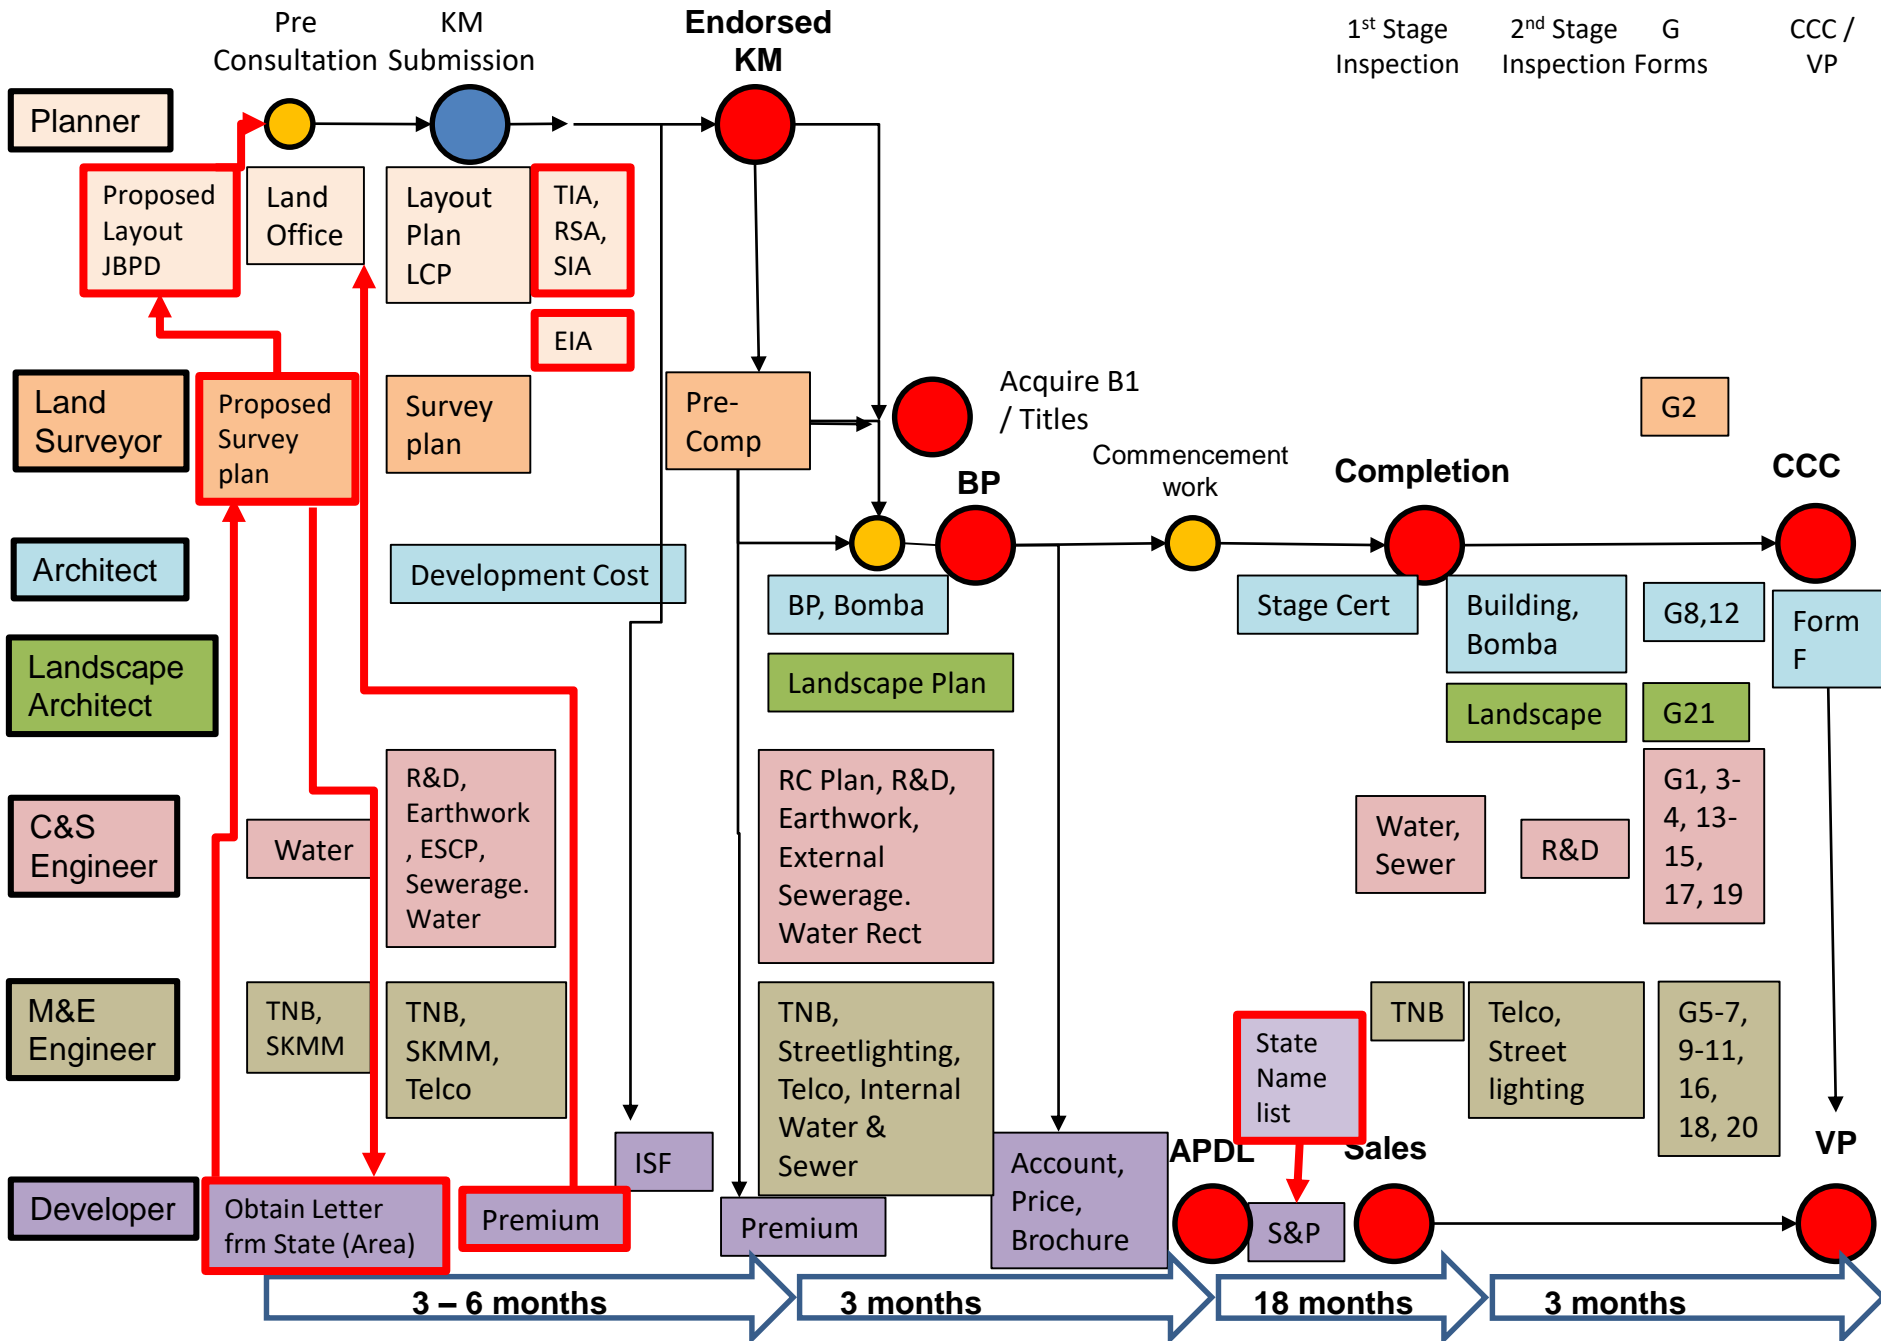 Pre
Consultation
KM
Submission
Endorsed
KM
1st Stage
Inspection
2nd Stage
Inspection
G
Forms
CCC /
VP
Planner
Proposed
Layout
JBPD
Land
Office
Layout
Plan
LCP
TIA,
RSA,
SIA
EIA
Land
Surveyor
Proposed
Survey
plan
Survey
plan
Pre-
Comp
Acquire B1
/ Titles
G2
BP
Commencement
work
Completion
CCC
Architect
Development Cost
BP, Bomba
Stage Cert
Building,
Bomba
G8,12
Form
F
Landscape
Architect
Landscape Plan
Landscape
G21
C&S
Engineer
Water
R&D,
Earthwork
, ESCP,
Sewerage.
Water
RC Plan, R&D,
Earthwork,
External
Sewerage.
Water Rect
Water,
Sewer
R&D
G1, 3-
4, 13-
15,
17, 19
M&E
Engineer
TNB,
SKMM
TNB,
SKMM,
Telco
TNB,
Streetlighting,
Telco, Internal
Water &
Sewer
State
Name
list
TNB
Telco,
Street
lighting
G5-7,
9-11,
16,
18, 20
Developer
Obtain Letter
frm State (Area)
Premium
ISF
Premium
Account,
Price,
Brochure
APDL
S&P
Sales
VP
3 – 6 months
3 months
18 months
3 months